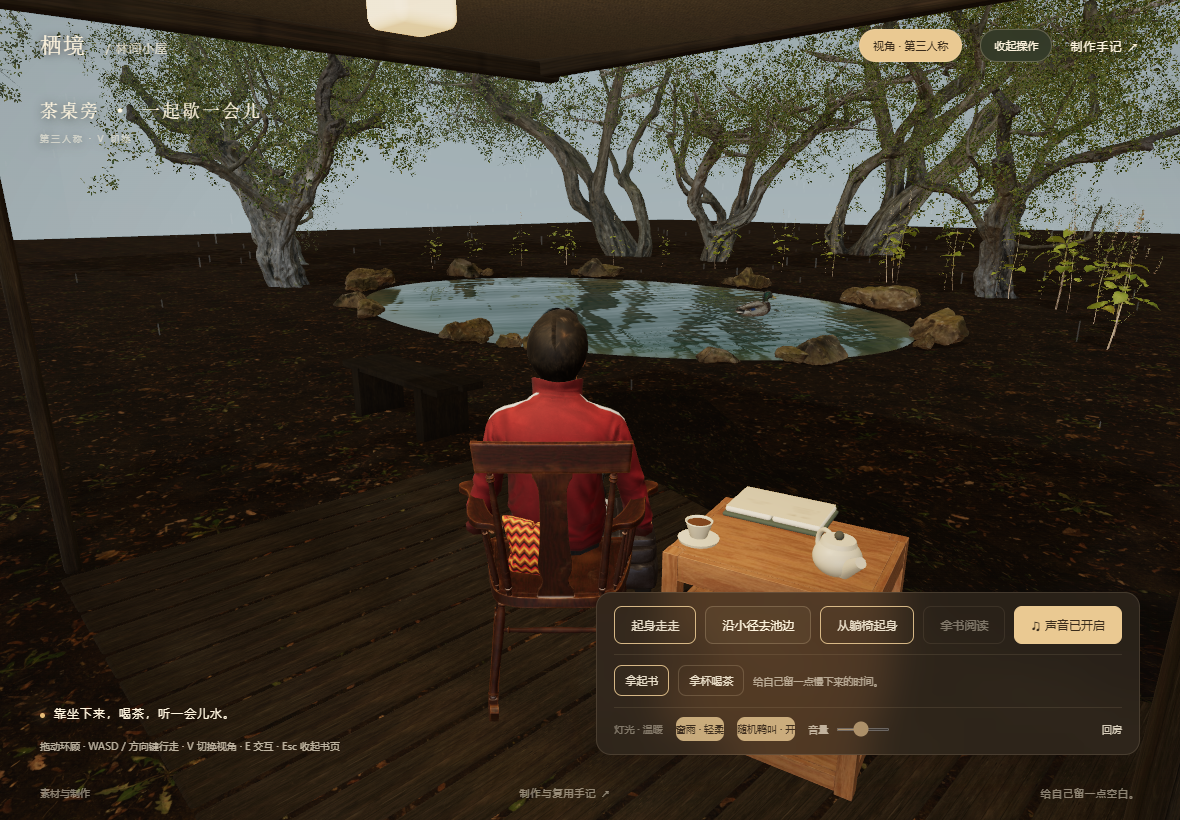 栖境 / 林间小屋
视角 · 第三人称
收起操作
制作手记 ↗
茶桌旁 · 一起歇一会儿
第三人称 · V
起身走走
沿小径去池边
从躺椅起身
拿书阅读
♫ 声音已开启
拿起书
拿杯喝茶
给自己留一点慢下来的时间。
灯光 · 温暖
窗雨 · 轻柔
随机鸭叫 · 开
音量
回房
靠坐下来，喝茶，听一会儿水。
拖动环顾 · WASD / 方向键行走 · V 切换视角 · E 交互 · Esc 收起书页
素材与制作
制作与复用手记 ↗
给自己留一点空白。